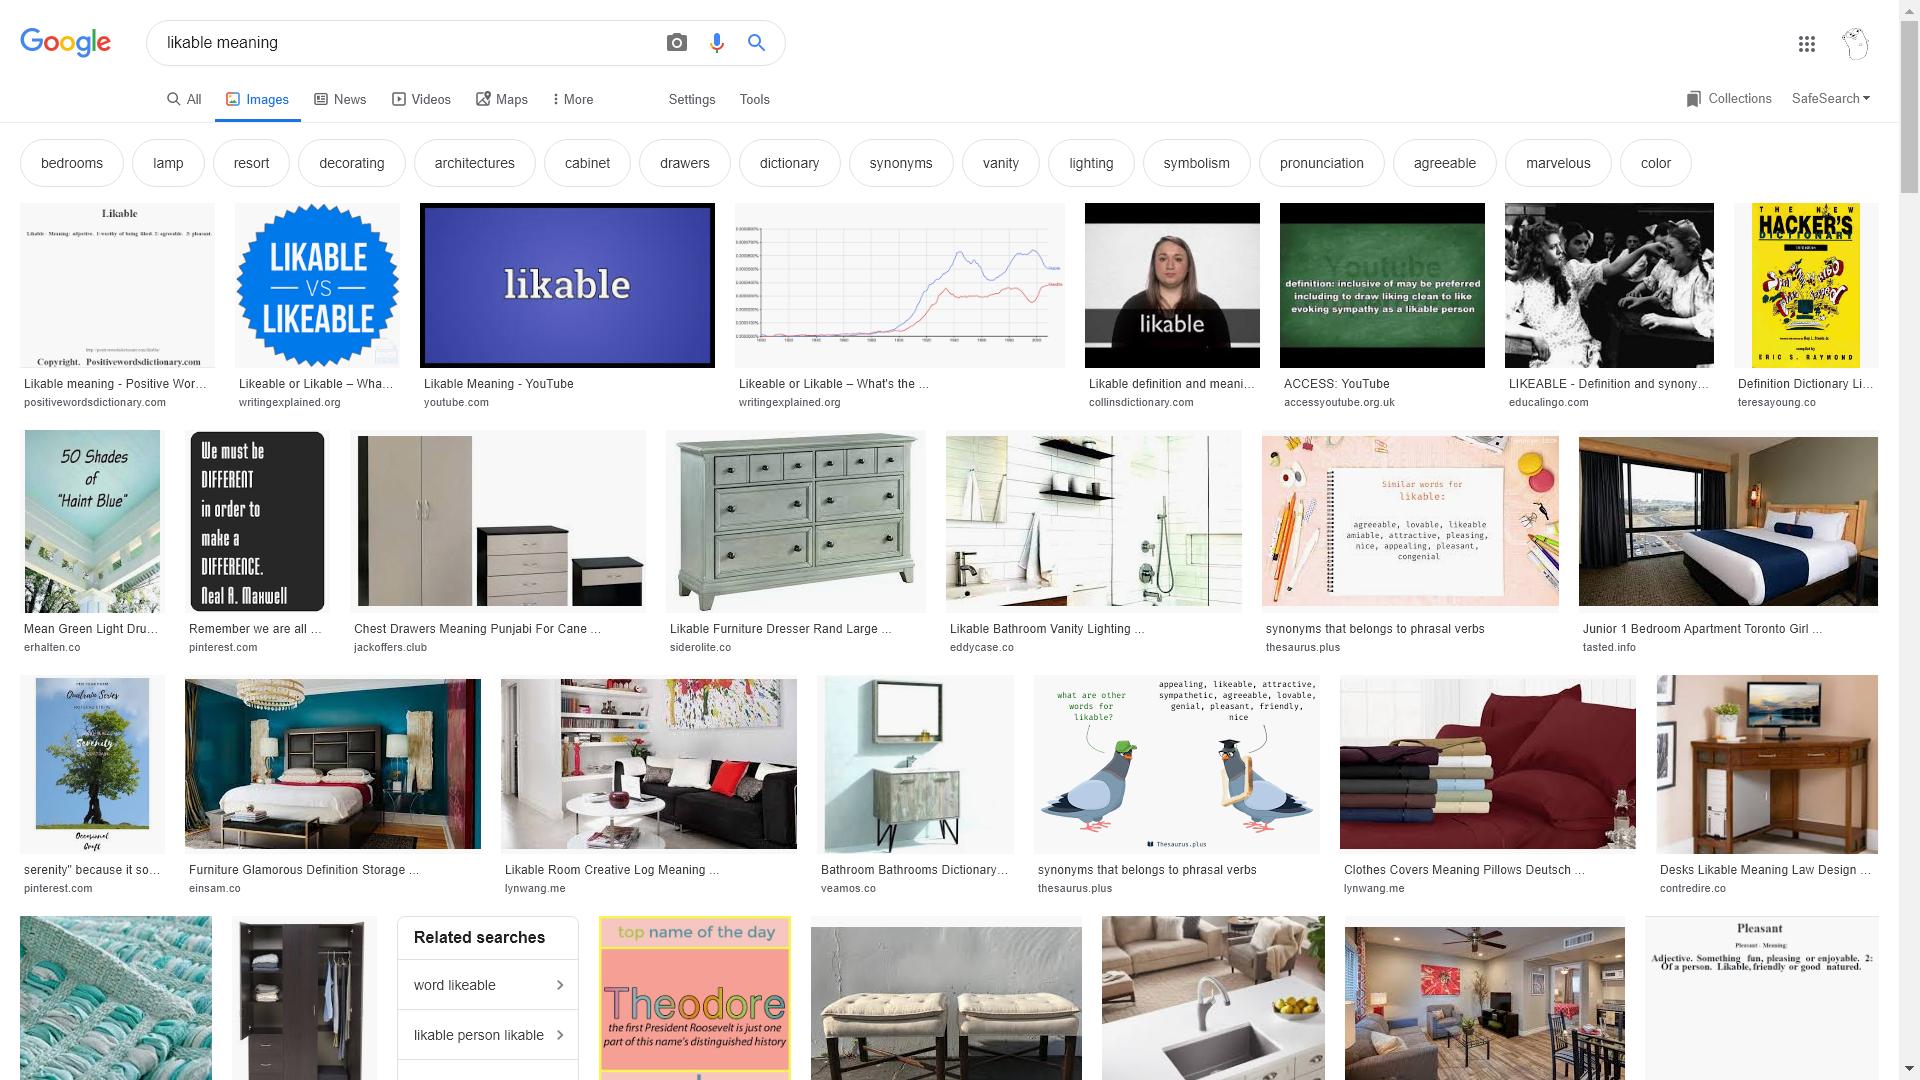 Google
likable meaning
All
Images
News
Videos
Maps
More
Settings
Tools
Collections
SafeSearch
bedrooms
lamp
resort
decorating
architectures
cabinet
drawers
dictionary
synonyms
vanity
lighting
symbolism
pronunciation
agreeable
marvelous
color
Likable
Likable - Meaning: adjective. 1:worthy of being liked. 2: agreeable. 3: pleasant.
Copyright. Positivewordsdictionary.com
Likable meaning - Positive Wor...
positivewordsdictionary.com
LIKABLE
VS
LIKEABLE
Likeable or Likable – Wha...
writingexplained.org
likable
Likable Meaning - YouTube
youtube.com
Likeable or Likable – What's the ...
writingexplained.org
likable
Likable definition and meani...
collinsdictionary.com
Youtube
definition: inclusive of may be preferred
including to draw liking clean to like
evoking sympathy as a likable person
ACCESS: YouTube
accessyoutube.org.uk
LIKEABLE - Definition and synony...
educalingo.com
THE NEW
HACKER'S
DICTIONARY
ERIC S. RAYMOND
Definition Dictionary Li...
teresayoung.co
50 Shades
of
"Haint Blue"
Mean Green Light Dru...
erhalten.co
We must be
DIFFERENT
in order to
make a
DIFFERENCE.
Neal A. Maxwell
Remember we are all ...
pinterest.com
Chest Drawers Meaning Punjabi For Cane ...
jackoffers.club
Likable Furniture Dresser Rand Large ...
siderolite.co
Likable Bathroom Vanity Lighting ...
eddycase.co
Similar words for
likable:
agreeable, lovable, likeable
amiable, attractive, pleasing,
nice, appealing, pleasant,
congenial
synonyms that belongs to phrasal verbs
thesaurus.plus
Junior 1 Bedroom Apartment Toronto Girl ...
tasted.info
Quatrain Series
Serenity
Occasional
Craft
serenity" because it so...
pinterest.com
Furniture Glamorous Definition Storage ...
einsam.co
Likable Room Creative Log Meaning ...
lynwang.me
Bathroom Bathrooms Dictionary...
veamos.co
what are other
words for
likable?
appealing, likeable, attractive,
sympathetic, agreeable, lovable,
genial, pleasant, friendly,
nice
Thesaurus.plus
synonyms that belongs to phrasal verbs
thesaurus.plus
Clothes Covers Meaning Pillows Deutsch ...
lynwang.me
Desks Likable Meaning Law Design ...
contredire.co
Related searches
word likeable
likable person likable
top name of the day
Theodore
the first President Roosevelt is just one
part of this name's distinguished history
Pleasant
Pleasant - Meaning:
Adjective. Something fun, pleasing or enjoyable. 2:
Of a person. Likable, friendly or good natured.